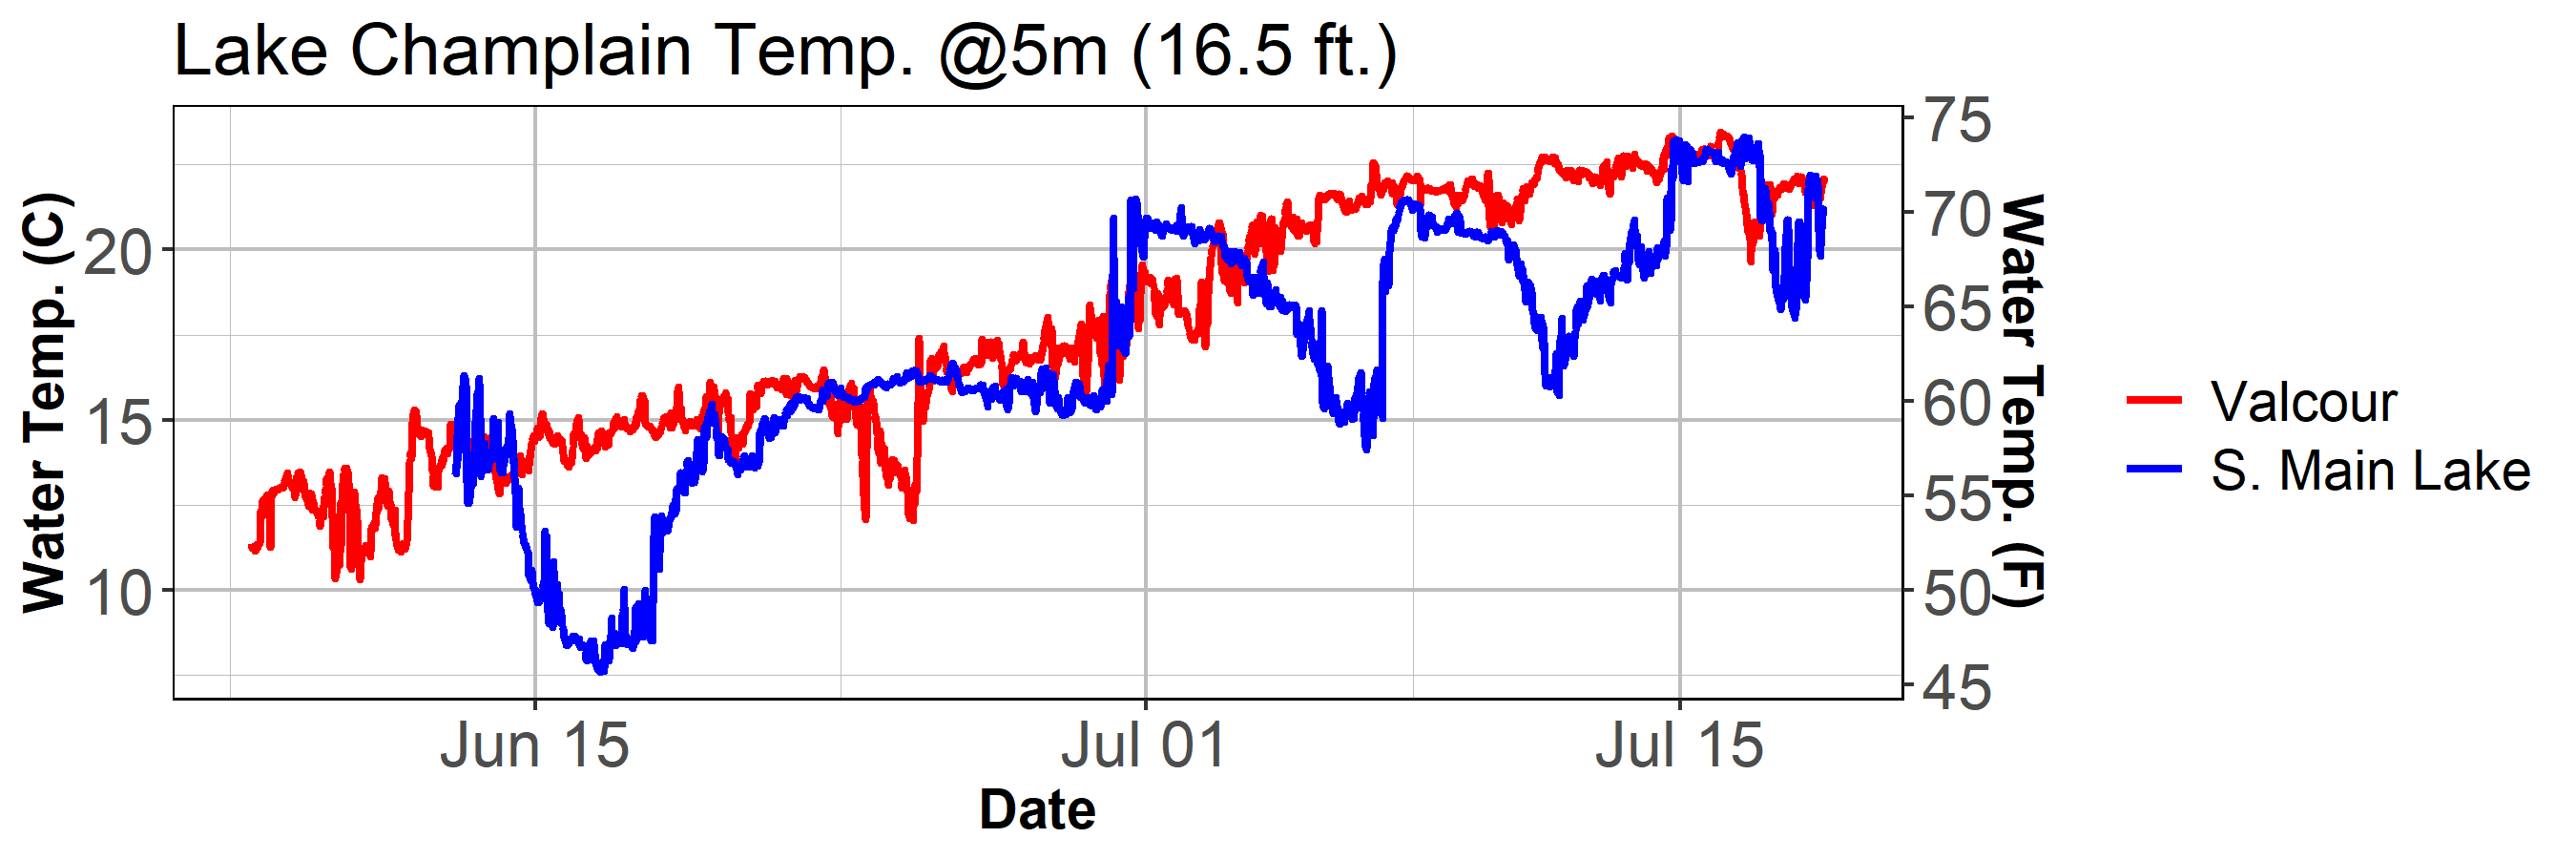 Lake Champlain Temp. @5m (16.5 ft.)
Water Temp. (C)
20
15
10
75
70
65
60
55
50
45
Water Temp. (F)
Jun 15
Jul 01
Jul 15
Date
Valcour
S. Main Lake